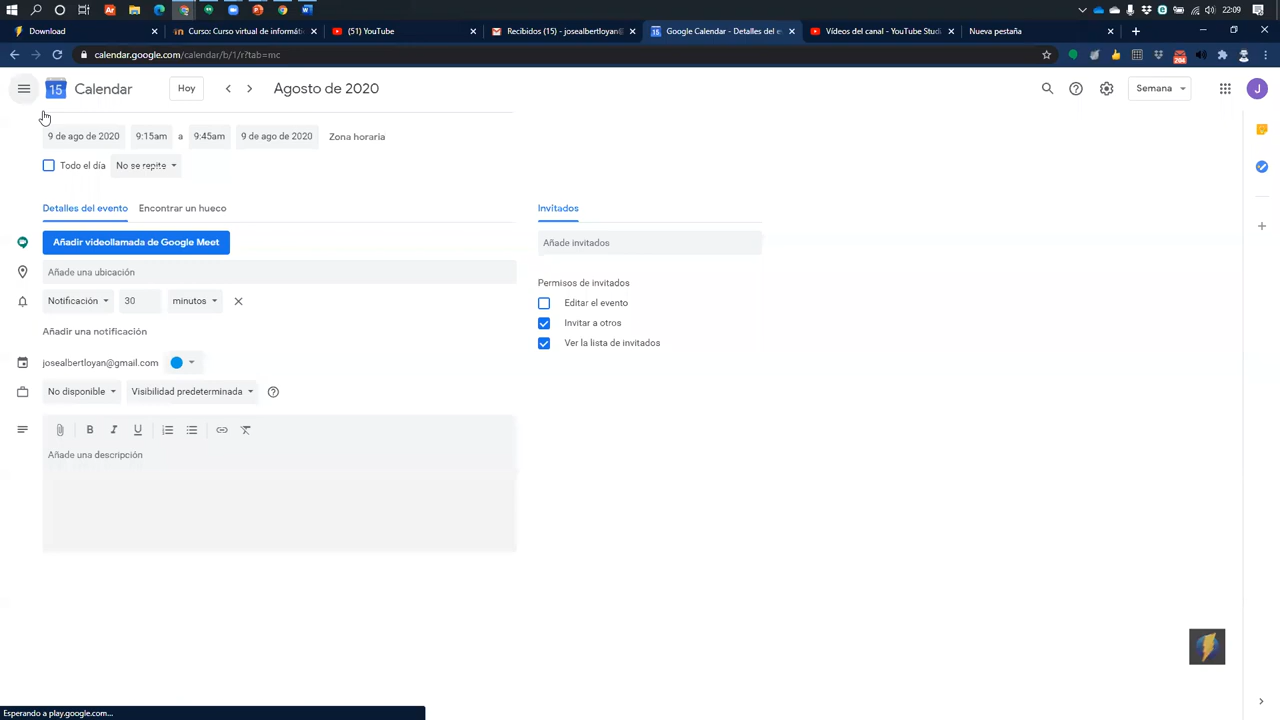 22:09
Download
Curso: Curso virtual de informáti
(51) YouTube
Recibidos (15) - josealbertloyan@
Google Calendar - Detalles del e
Vídeos del canal - YouTube Stud
Nueva pestaña
calendar.google.com/calendar/b/1/r?tab=mc
15
Calendar
Hoy
Agosto de 2020
Semana
J
9 de ago de 2020
9:15am
a
9:45am
9 de ago de 2020
Zona horaria
Todo el día
No se repite
Detalles del evento
Encontrar un hueco
Invitados
Añadir videollamada de Google Meet
Añade invitados
Añade una ubicación
Permisos de invitados
Notificación
30
minutos
Editar el evento
Añadir una notificación
Invitar a otros
Ver la lista de invitados
josealbertloyan@gmail.com
No disponible
Visibilidad predeterminada
B I U
Añade una descripción
Esperando a play.google.com...